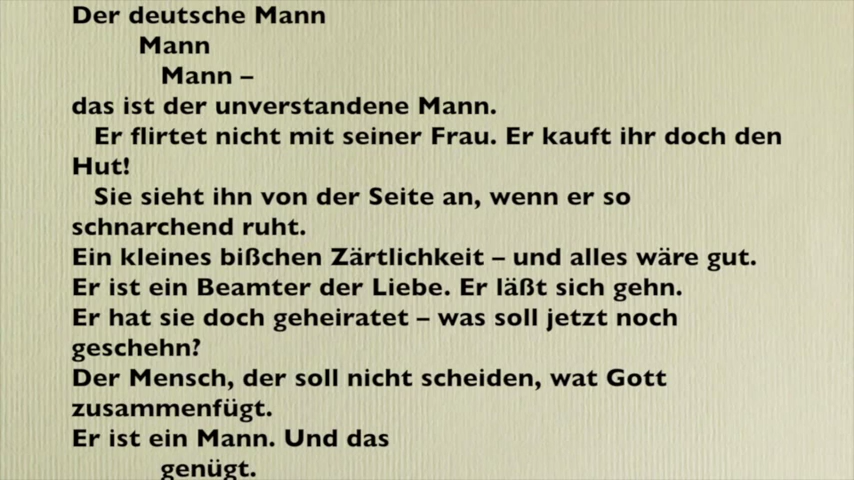 Der deutsche Mann
Mann
Mann –
das ist der unverstandene Mann.
Er flirtet nicht mit seiner Frau. Er kauft ihr doch den
Hut!
Sie sieht ihn von der Seite an, wenn er so
schnarchend ruht.
Ein kleines bißchen Zärtlichkeit – und alles wäre gut.
Er ist ein Beamter der Liebe. Er läßt sich gehn.
Er hat sie doch geheiratet – was soll jetzt noch
geschehn?
Der Mensch, der soll nicht scheiden, wat Gott
zusammenfügt.
Er ist ein Mann. Und das
genügt.